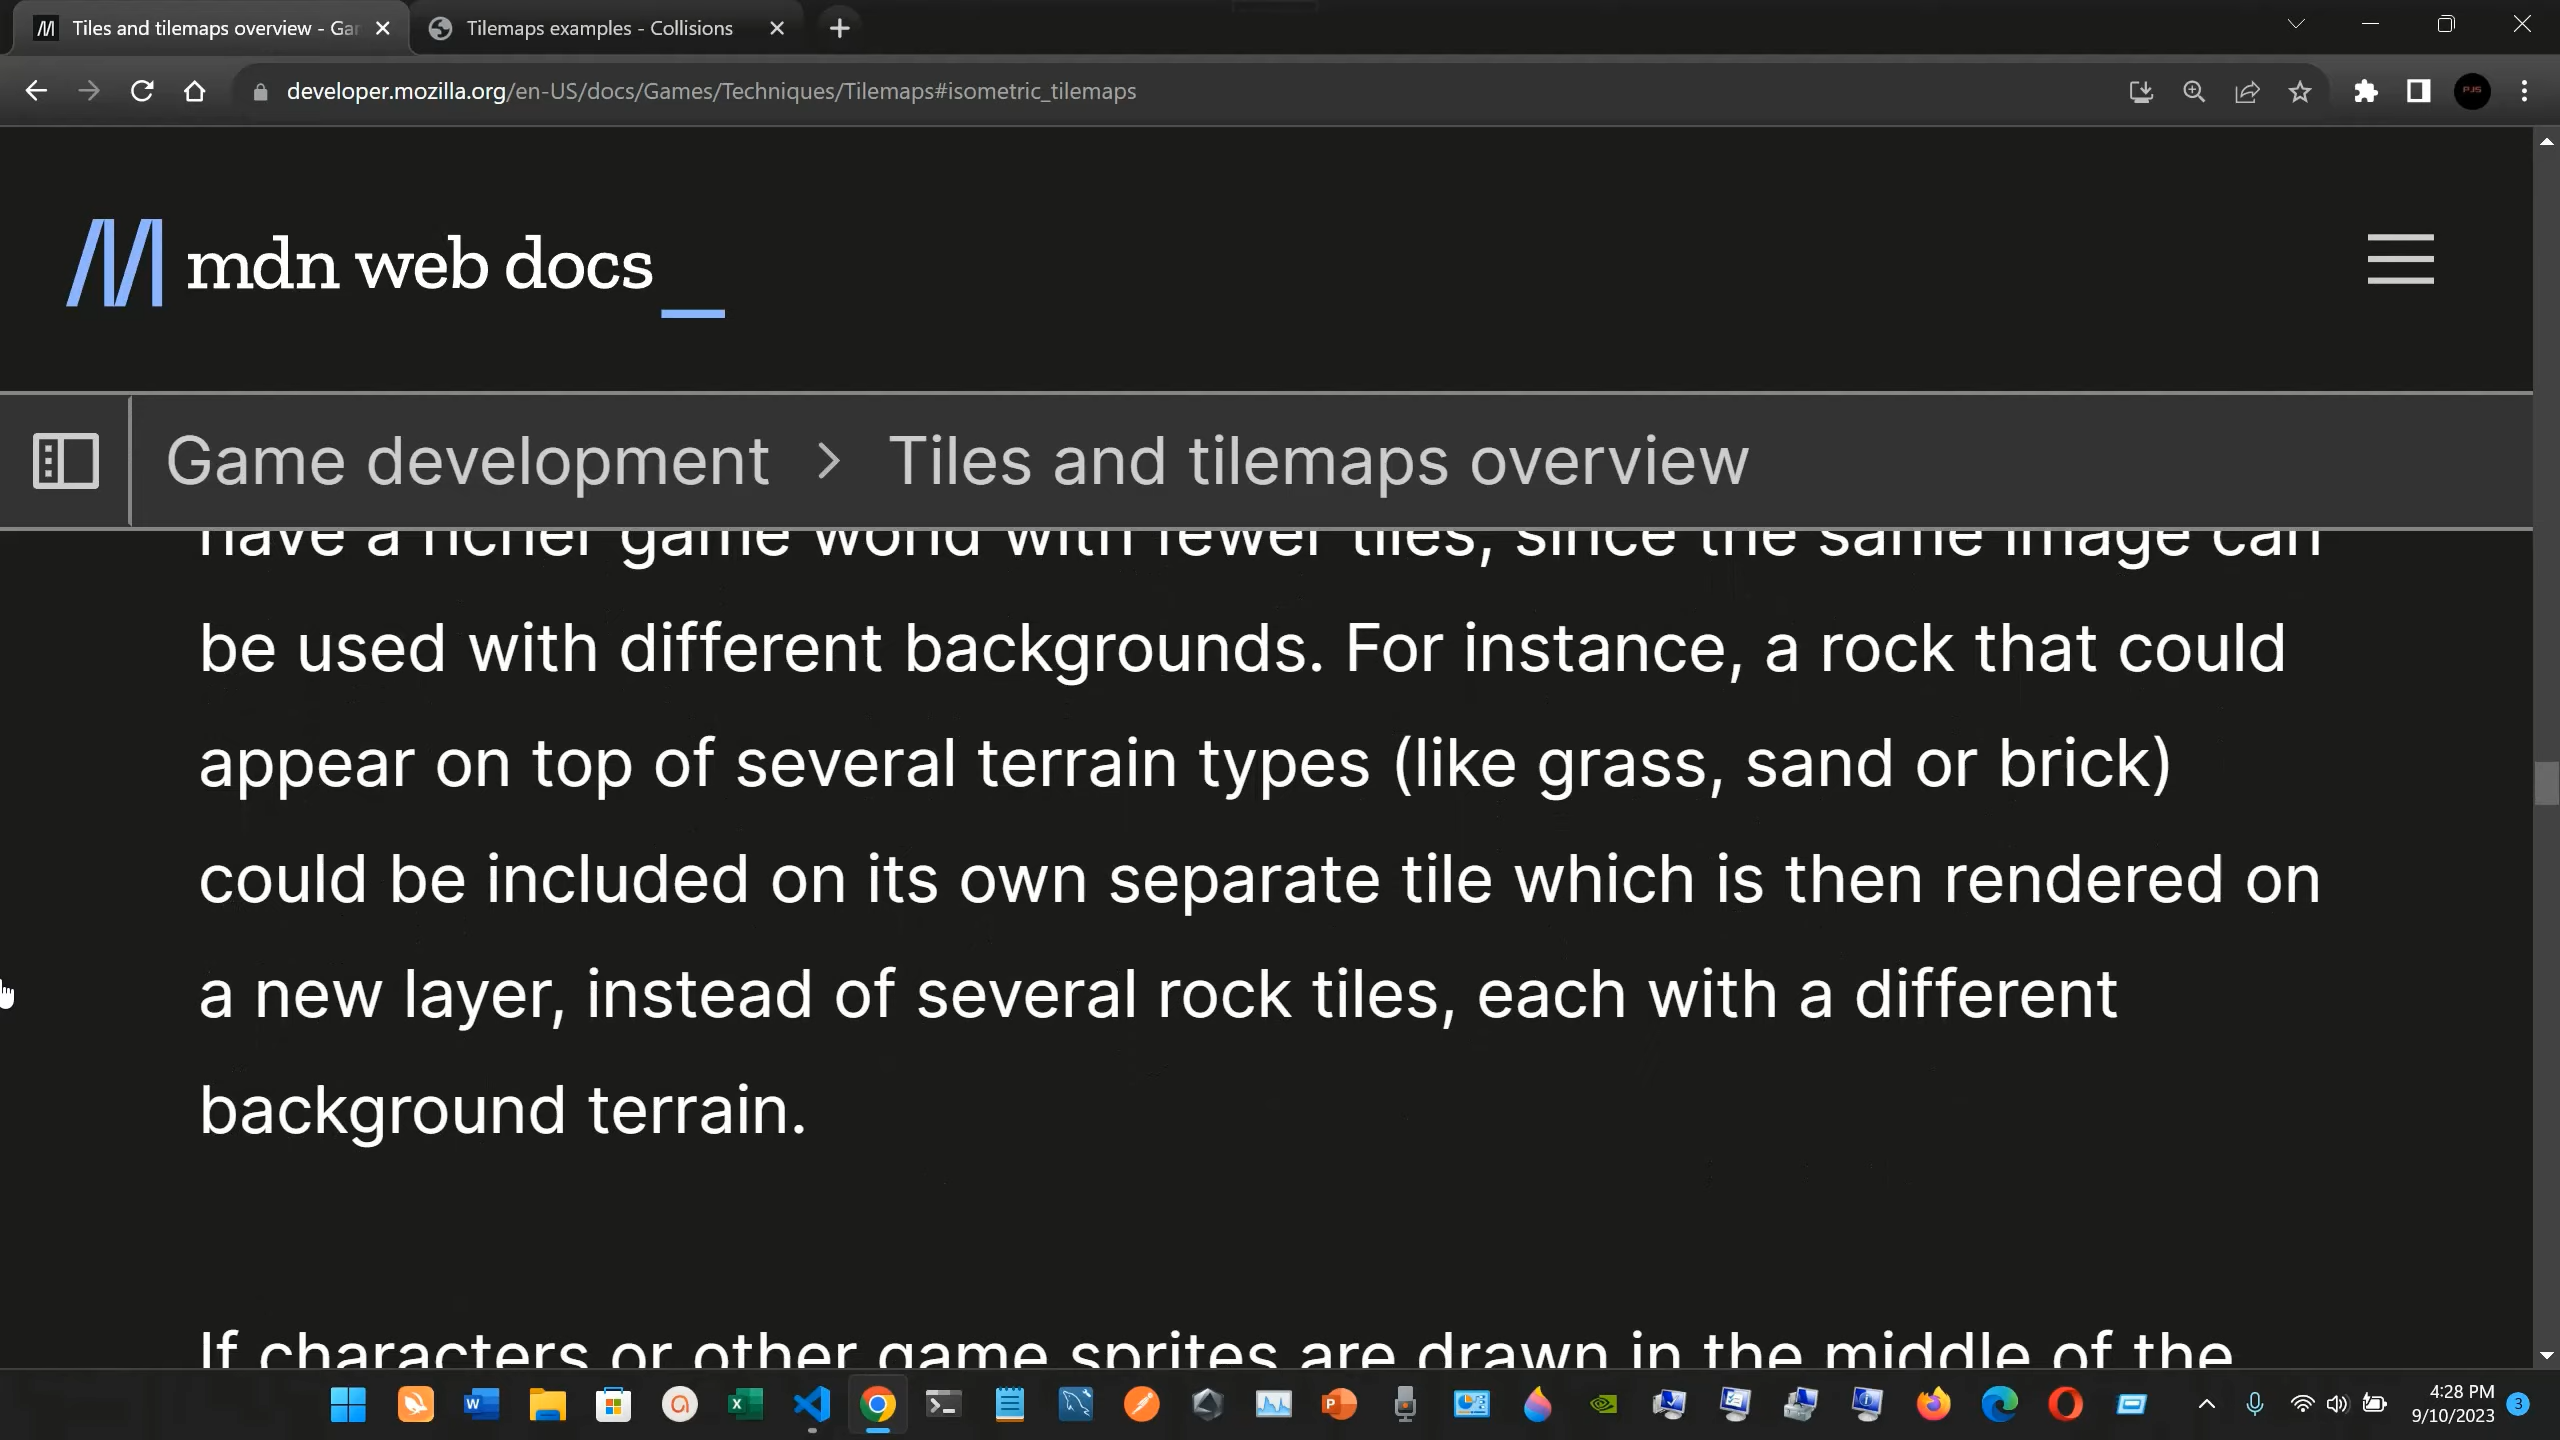 Tiles and tilemaps overview - Gar
Tilemaps examples - Collisions
developer.mozilla.org/en-US/docs/Games/Techniques/Tilemaps#isometric_tilemaps
PJS
mdn web docs_
Game development > Tiles and tilemaps overview
have a richer game world with fewer tiles, since the same image can
be used with different backgrounds. For instance, a rock that could
appear on top of several terrain types (like grass, sand or brick)
could be included on its own separate tile which is then rendered on
a new layer, instead of several rock tiles, each with a different
background terrain.
If characters or other game sprites are drawn in the middle of the
4:28 PM
9/10/2023
3